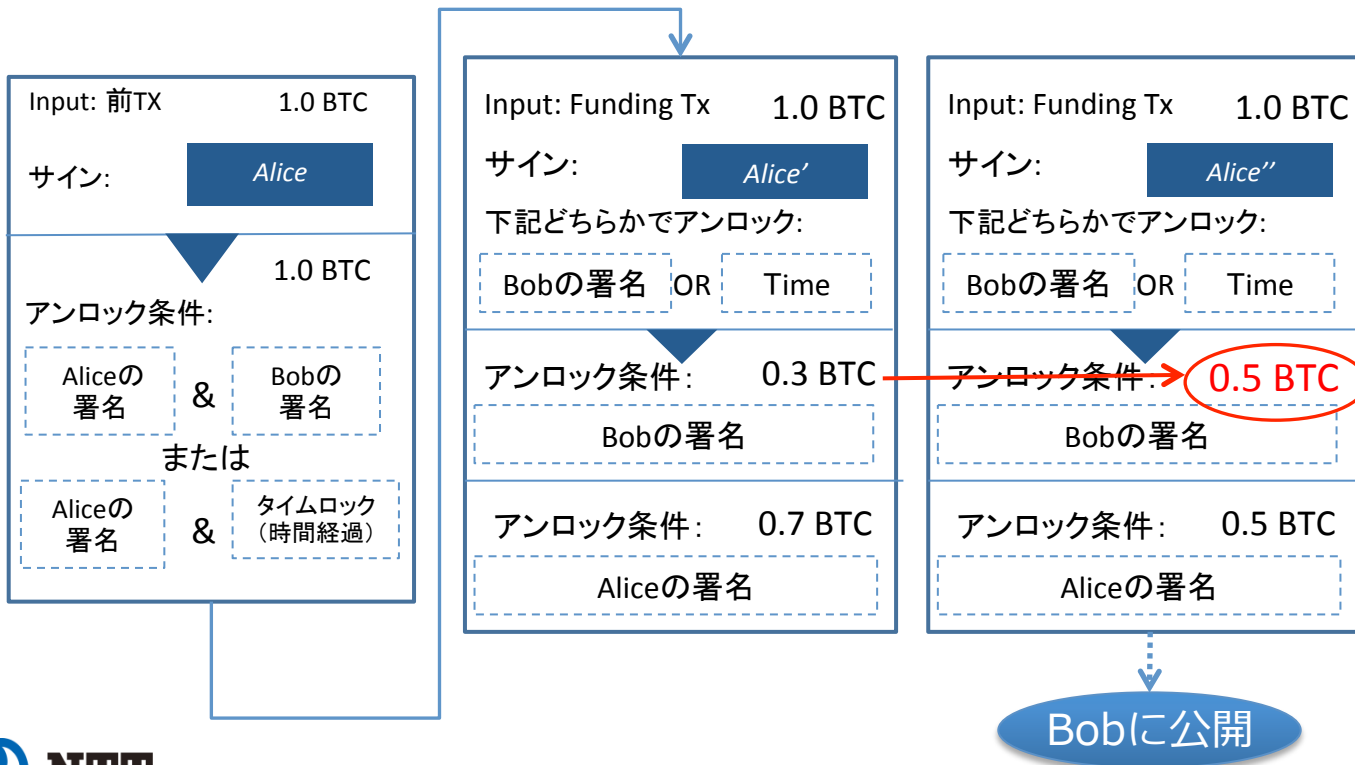 Input: 前TX 1.0 BTC
サイン: Alice
1.0 BTC
アンロック条件:
Aliceの
署名
&
Bobの
署名
または
Aliceの
署名
&
タイムロック
（時間経過）
Input: Funding Tx 1.0 BTC
サイン: Alice'
下記どちらかでアンロック:
Bobの署名 OR Time
アンロック条件: 0.3 BTC
Bobの署名
アンロック条件: 0.7 BTC
Aliceの署名
Input: Funding Tx 1.0 BTC
サイン: Alice''
下記どちらかでアンロック:
Bobの署名 OR Time
アンロック条件: 0.5 BTC
Bobの署名
アンロック条件: 0.5 BTC
Aliceの署名
Bobに公開
NTT